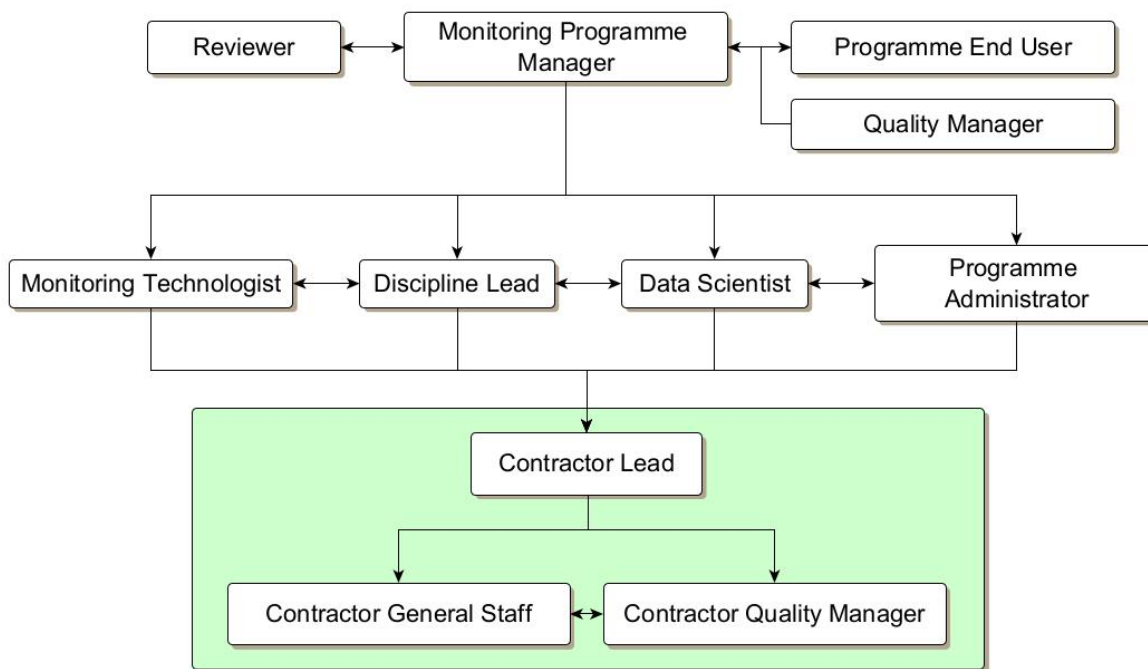 Reviewer
Monitoring Programme
Manager
Programme End User
Quality Manager
Monitoring Technologist
Discipline Lead
Data Scientist
Programme
Administrator
Contractor Lead
Contractor General Staff
Contractor Quality Manager